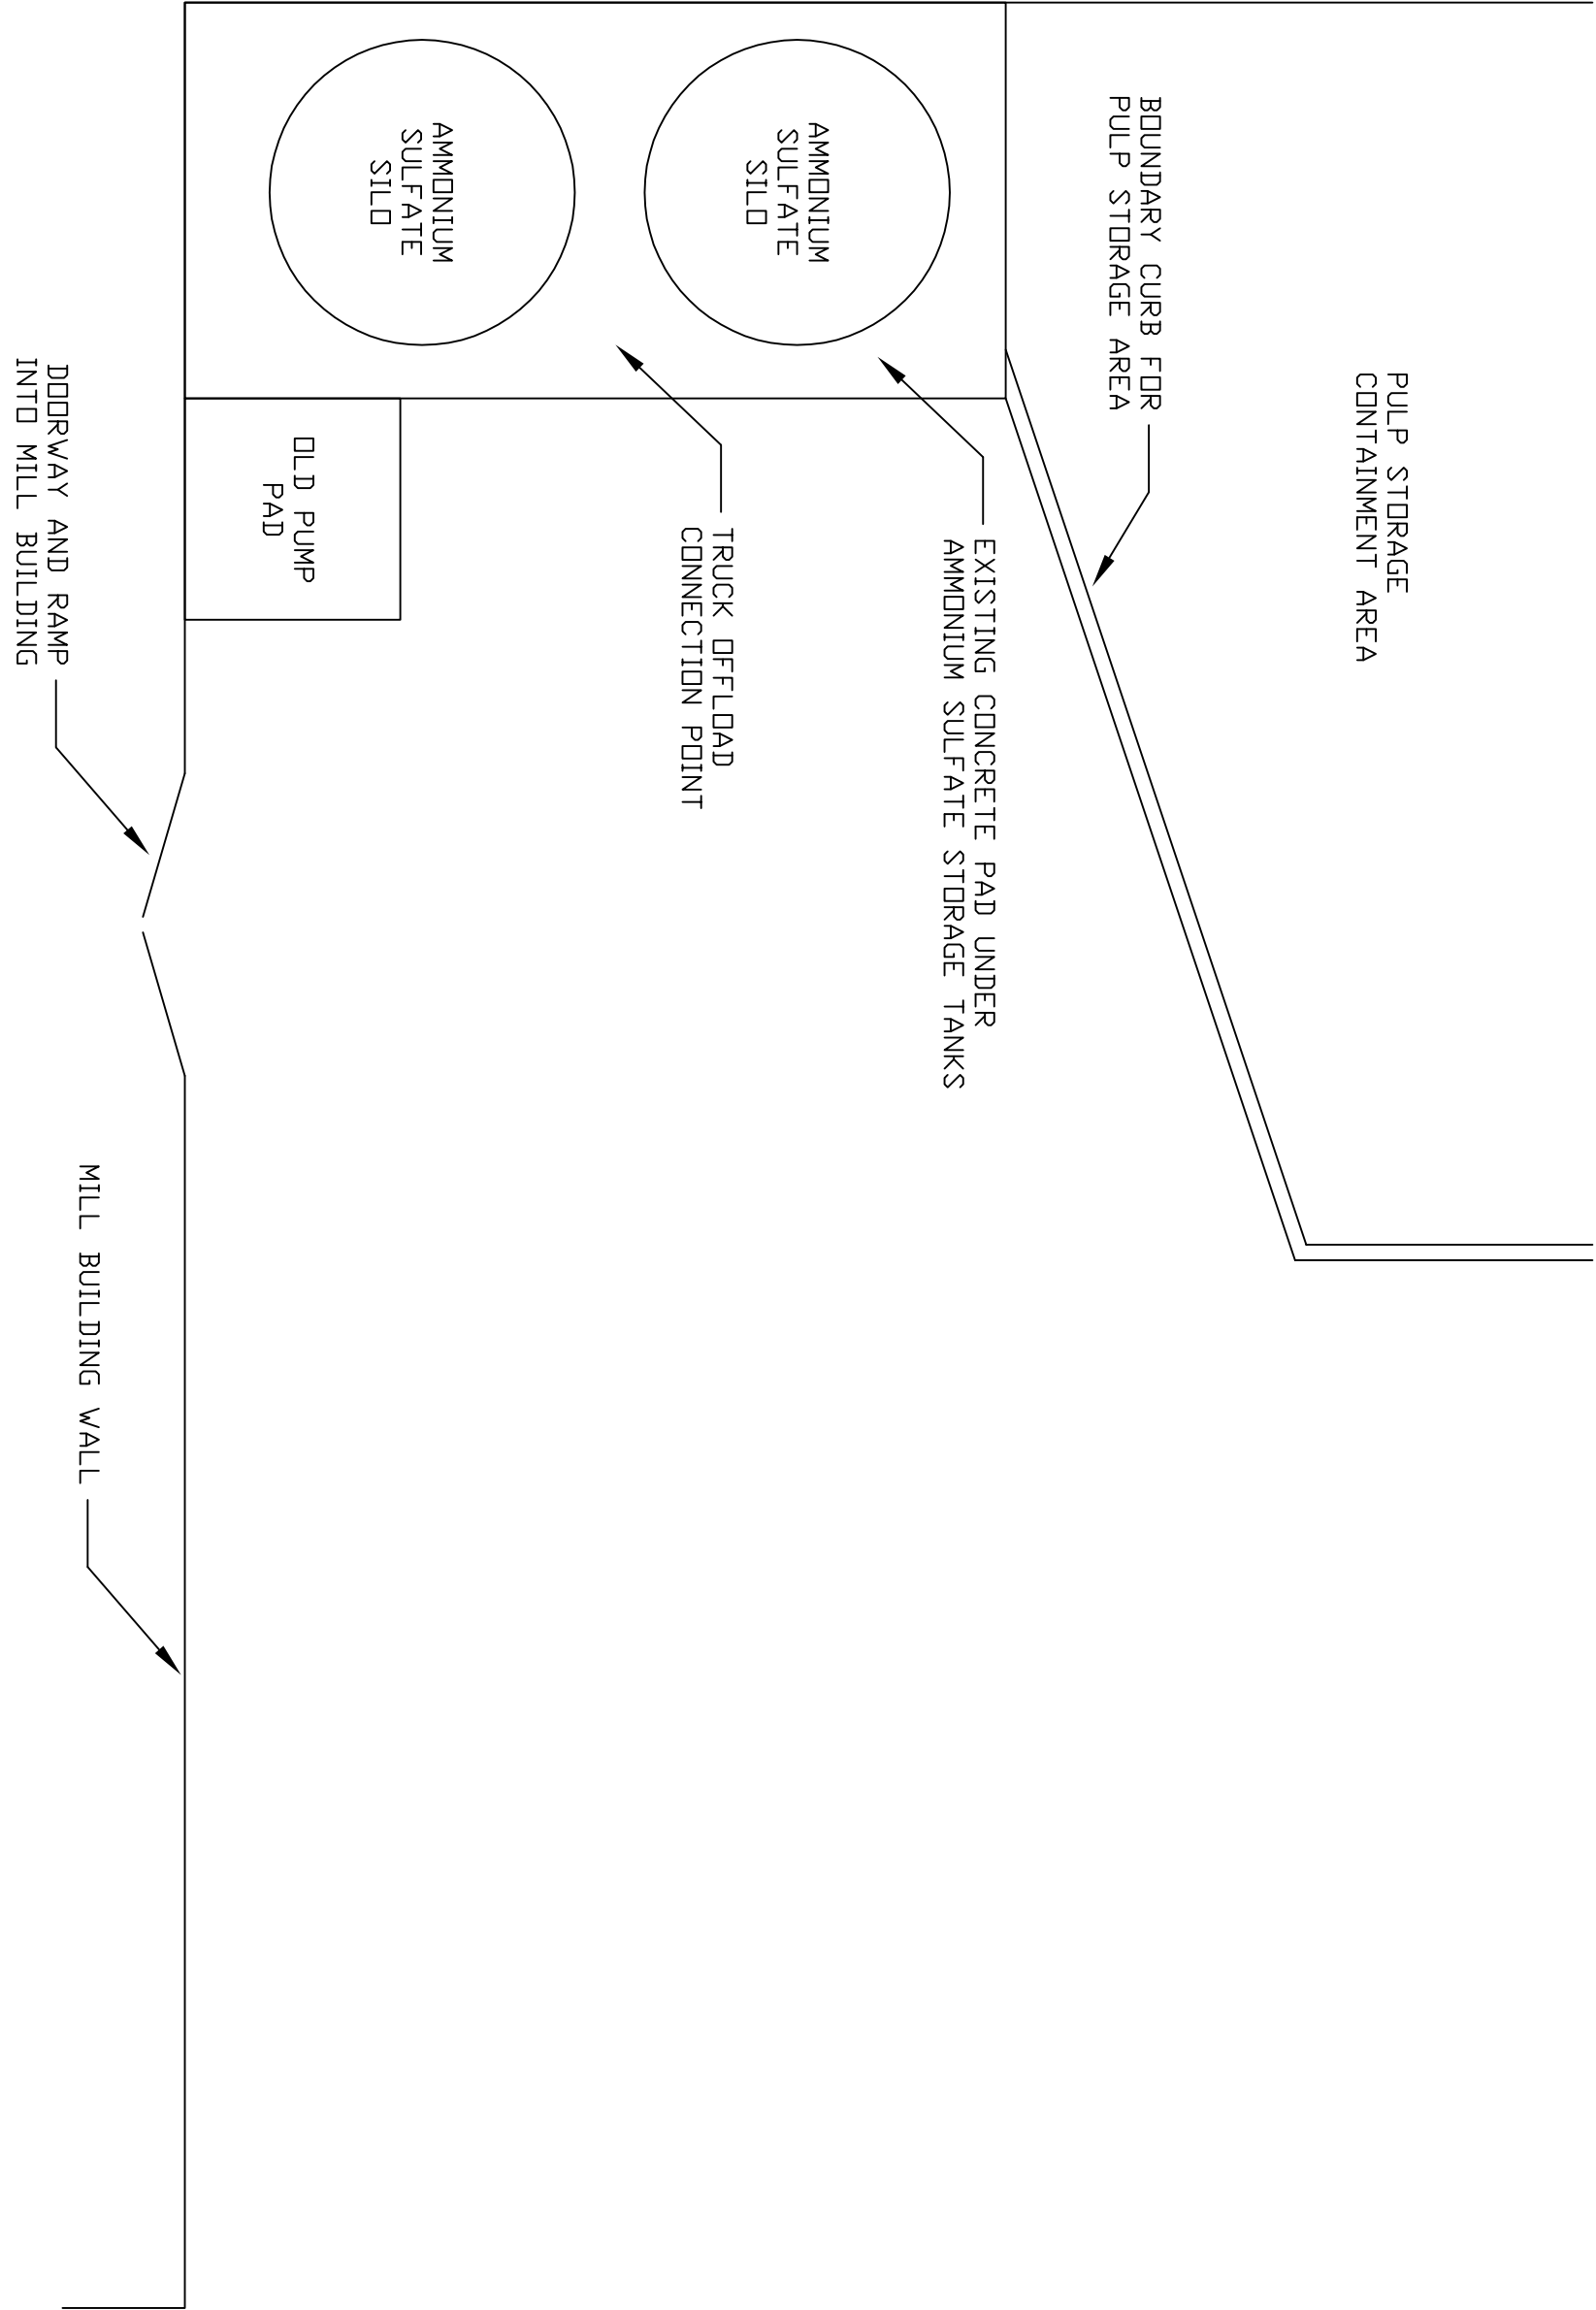 PULP STORAGE
CONTAINMENT AREA
BOUNDARY CURB FOR
PULP STORAGE AREA
EXISTING CONCRETE PAD UNDER
AMMONIUM SULFATE STORAGE TANKS
AMMONIUM
SULFATE
SILO
TRUCK OFFLOAD
CONNECTION POINT
AMMONIUM
SULFATE
SILO
OLD PUMP
PAD
DOORWAY AND RAMP
INTO MILL BUILDING
MILL BUILDING WALL